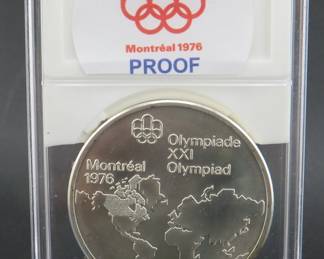 Montréal 1976
PROOF
Olympiade
XXI
Olympiad
Montréal
1976